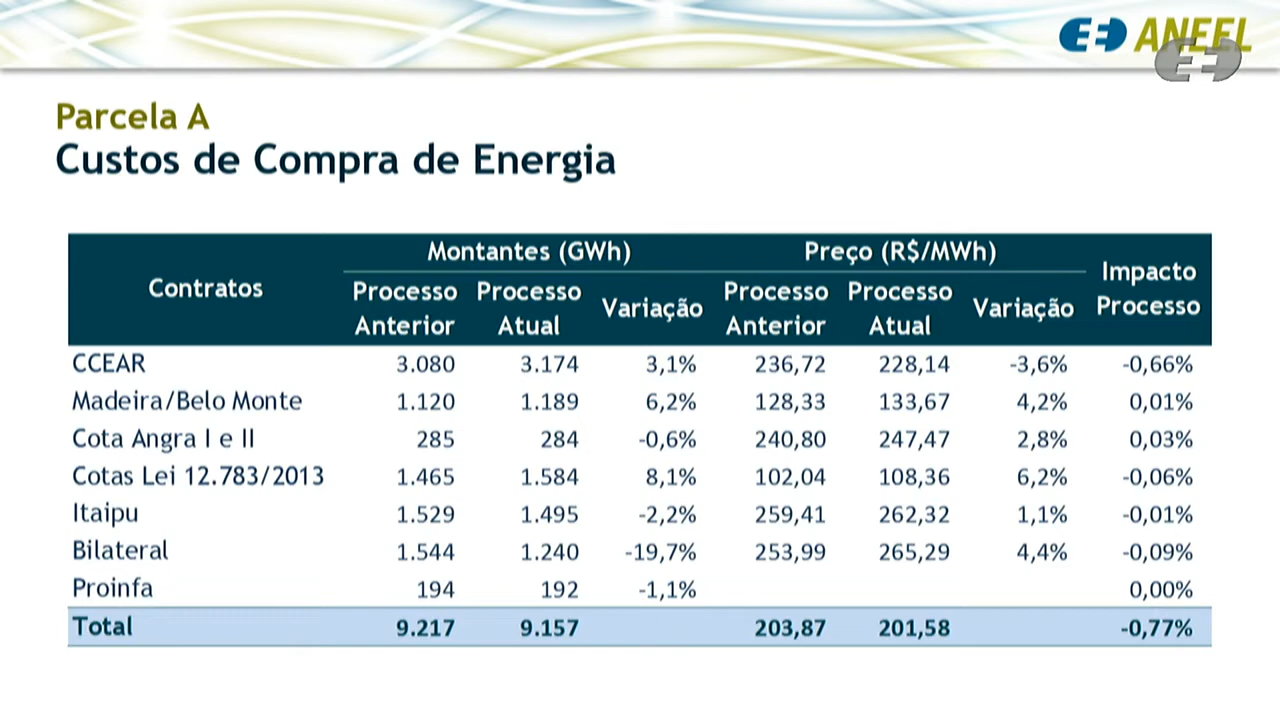 ANEEL
Parcela A
Custos de Compra de Energia
Contratos Montantes (GWh) Preço (R$/MWh) Impacto Processo
Processo Anterior Processo Atual Variação Processo Anterior Processo Atual Variação
CCEAR 3.080 3.174 3,1% 236,72 228,14 -3,6% -0,66%
Madeira/Belo Monte 1.120 1.189 6,2% 128,33 133,67 4,2% 0,01%
Cota Angra I e II 285 284 -0,6% 240,80 247,47 2,8% 0,03%
Cotas Lei 12.783/2013 1.465 1.584 8,1% 102,04 108,36 6,2% -0,06%
Itaipu 1.529 1.495 -2,2% 259,41 262,32 1,1% -0,01%
Bilateral 1.544 1.240 -19,7% 253,99 265,29 4,4% -0,09%
Proinfa 194 192 -1,1% 0,00%
Total 9.217 9.157 203,87 201,58 -0,77%